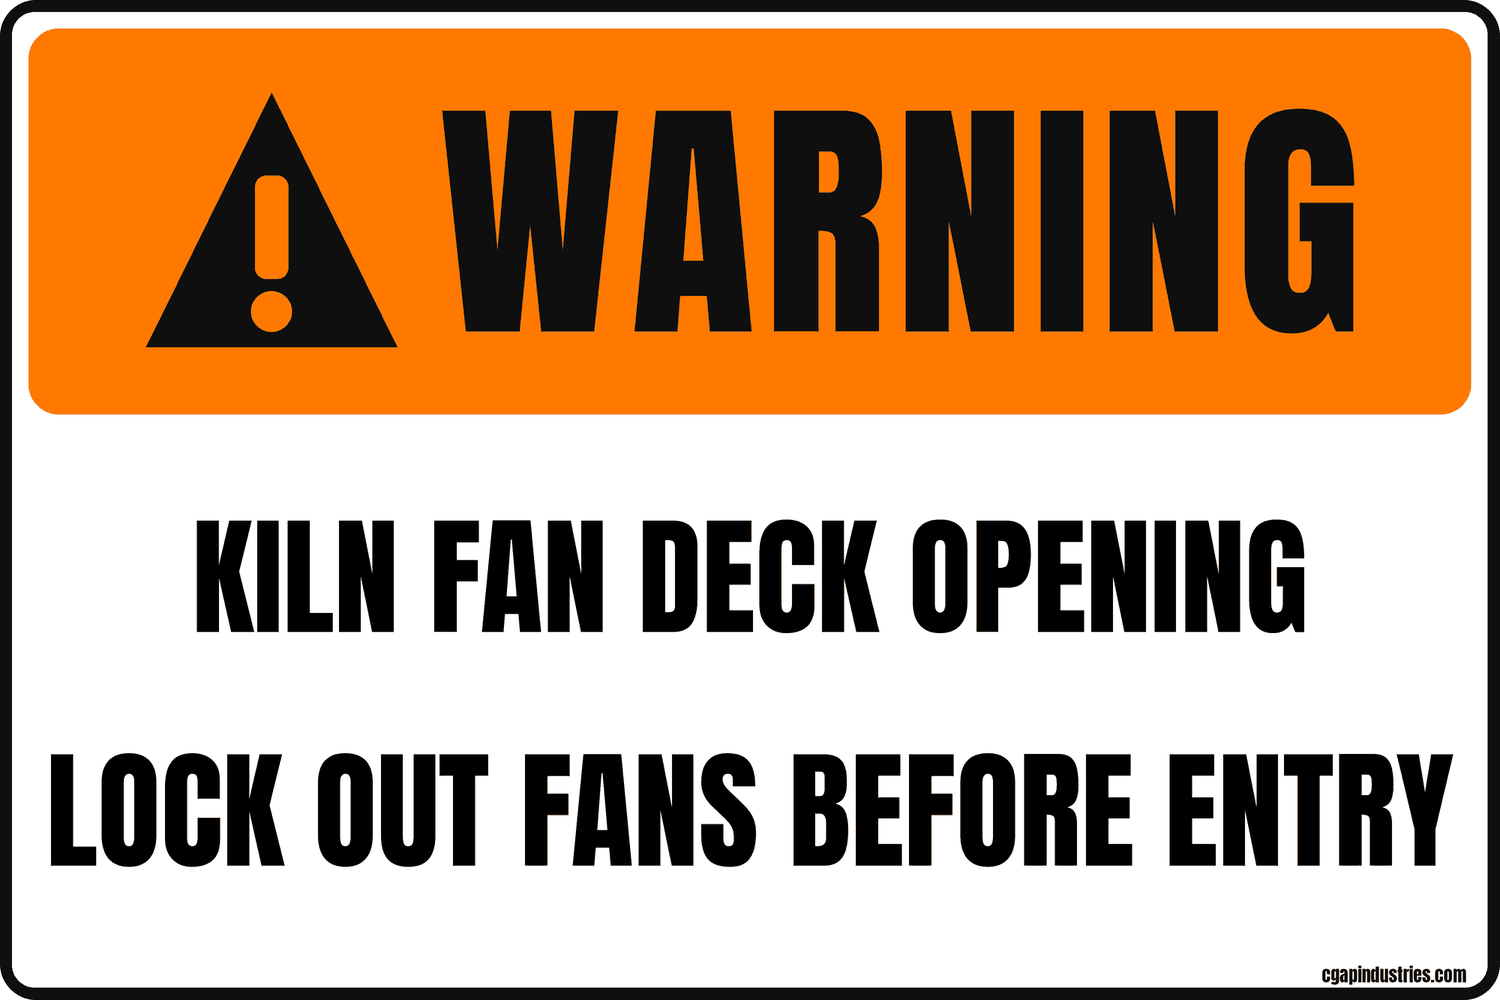 WARNING
KILN FAN DECK OPENING
LOCK OUT FANS BEFORE ENTRY
cgapindustries.com